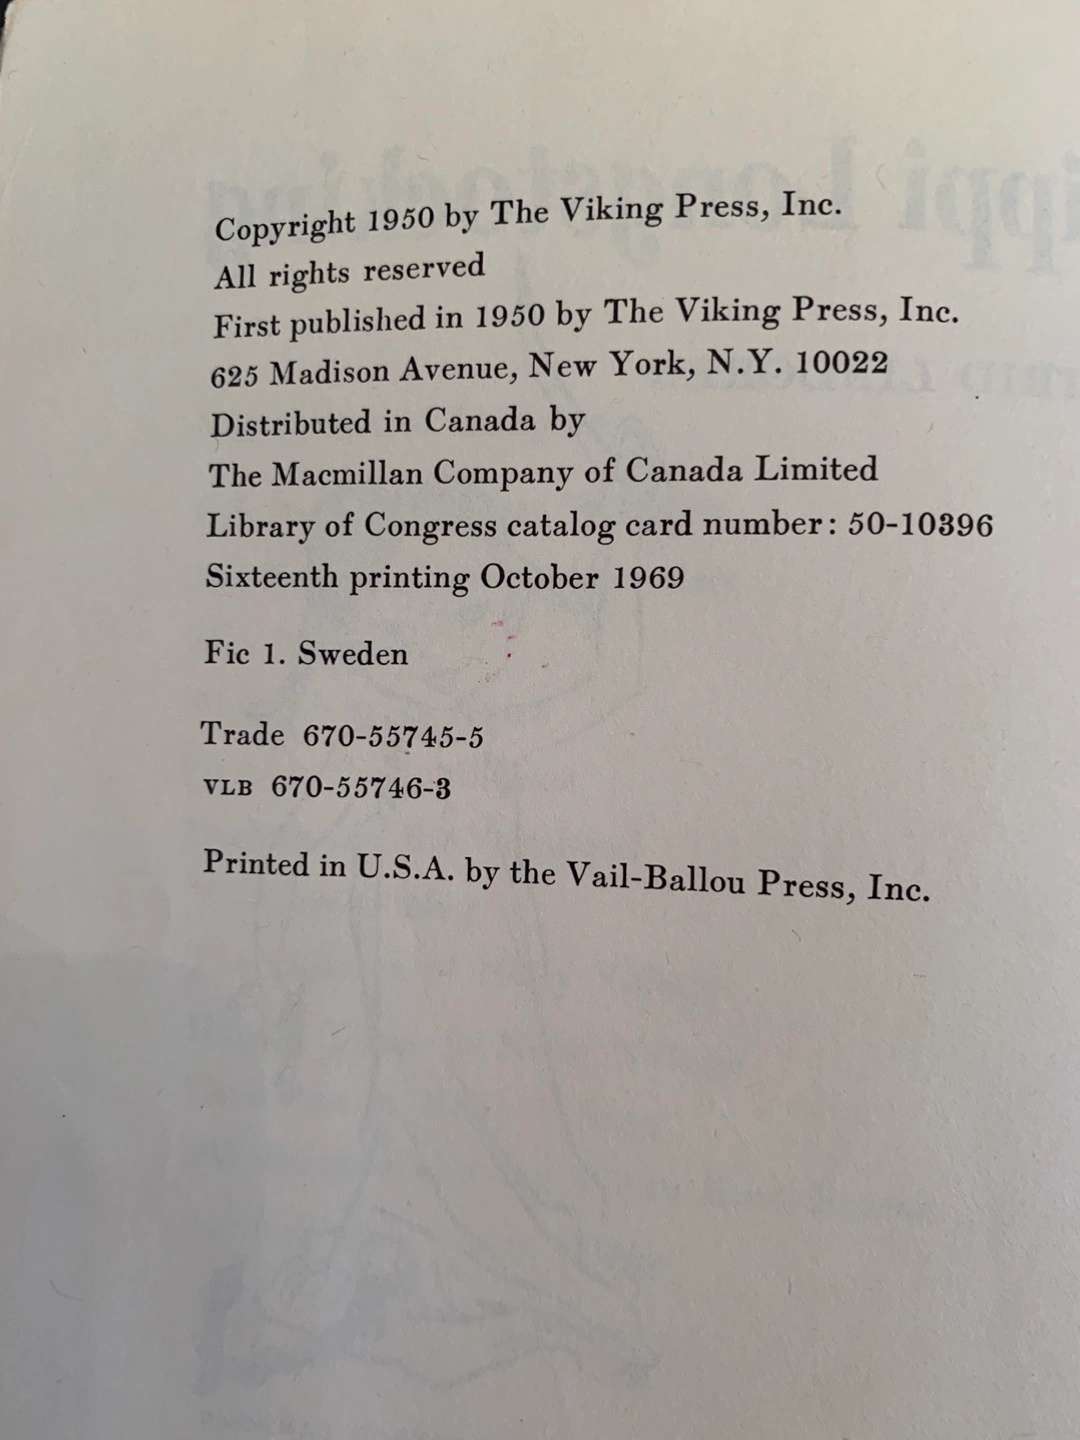 Copyright 1950 by The Viking Press, Inc.
All rights reserved
First published in 1950 by The Viking Press, Inc.
625 Madison Avenue, New York, N.Y. 10022
Distributed in Canada by
The Macmillan Company of Canada Limited
Library of Congress catalog card number: 50-10396
Sixteenth printing October 1969
Fic 1. Sweden
Trade 670-55745-5
VLB 670-55746-3
Printed in U.S.A. by the Vail-Ballou Press, Inc.